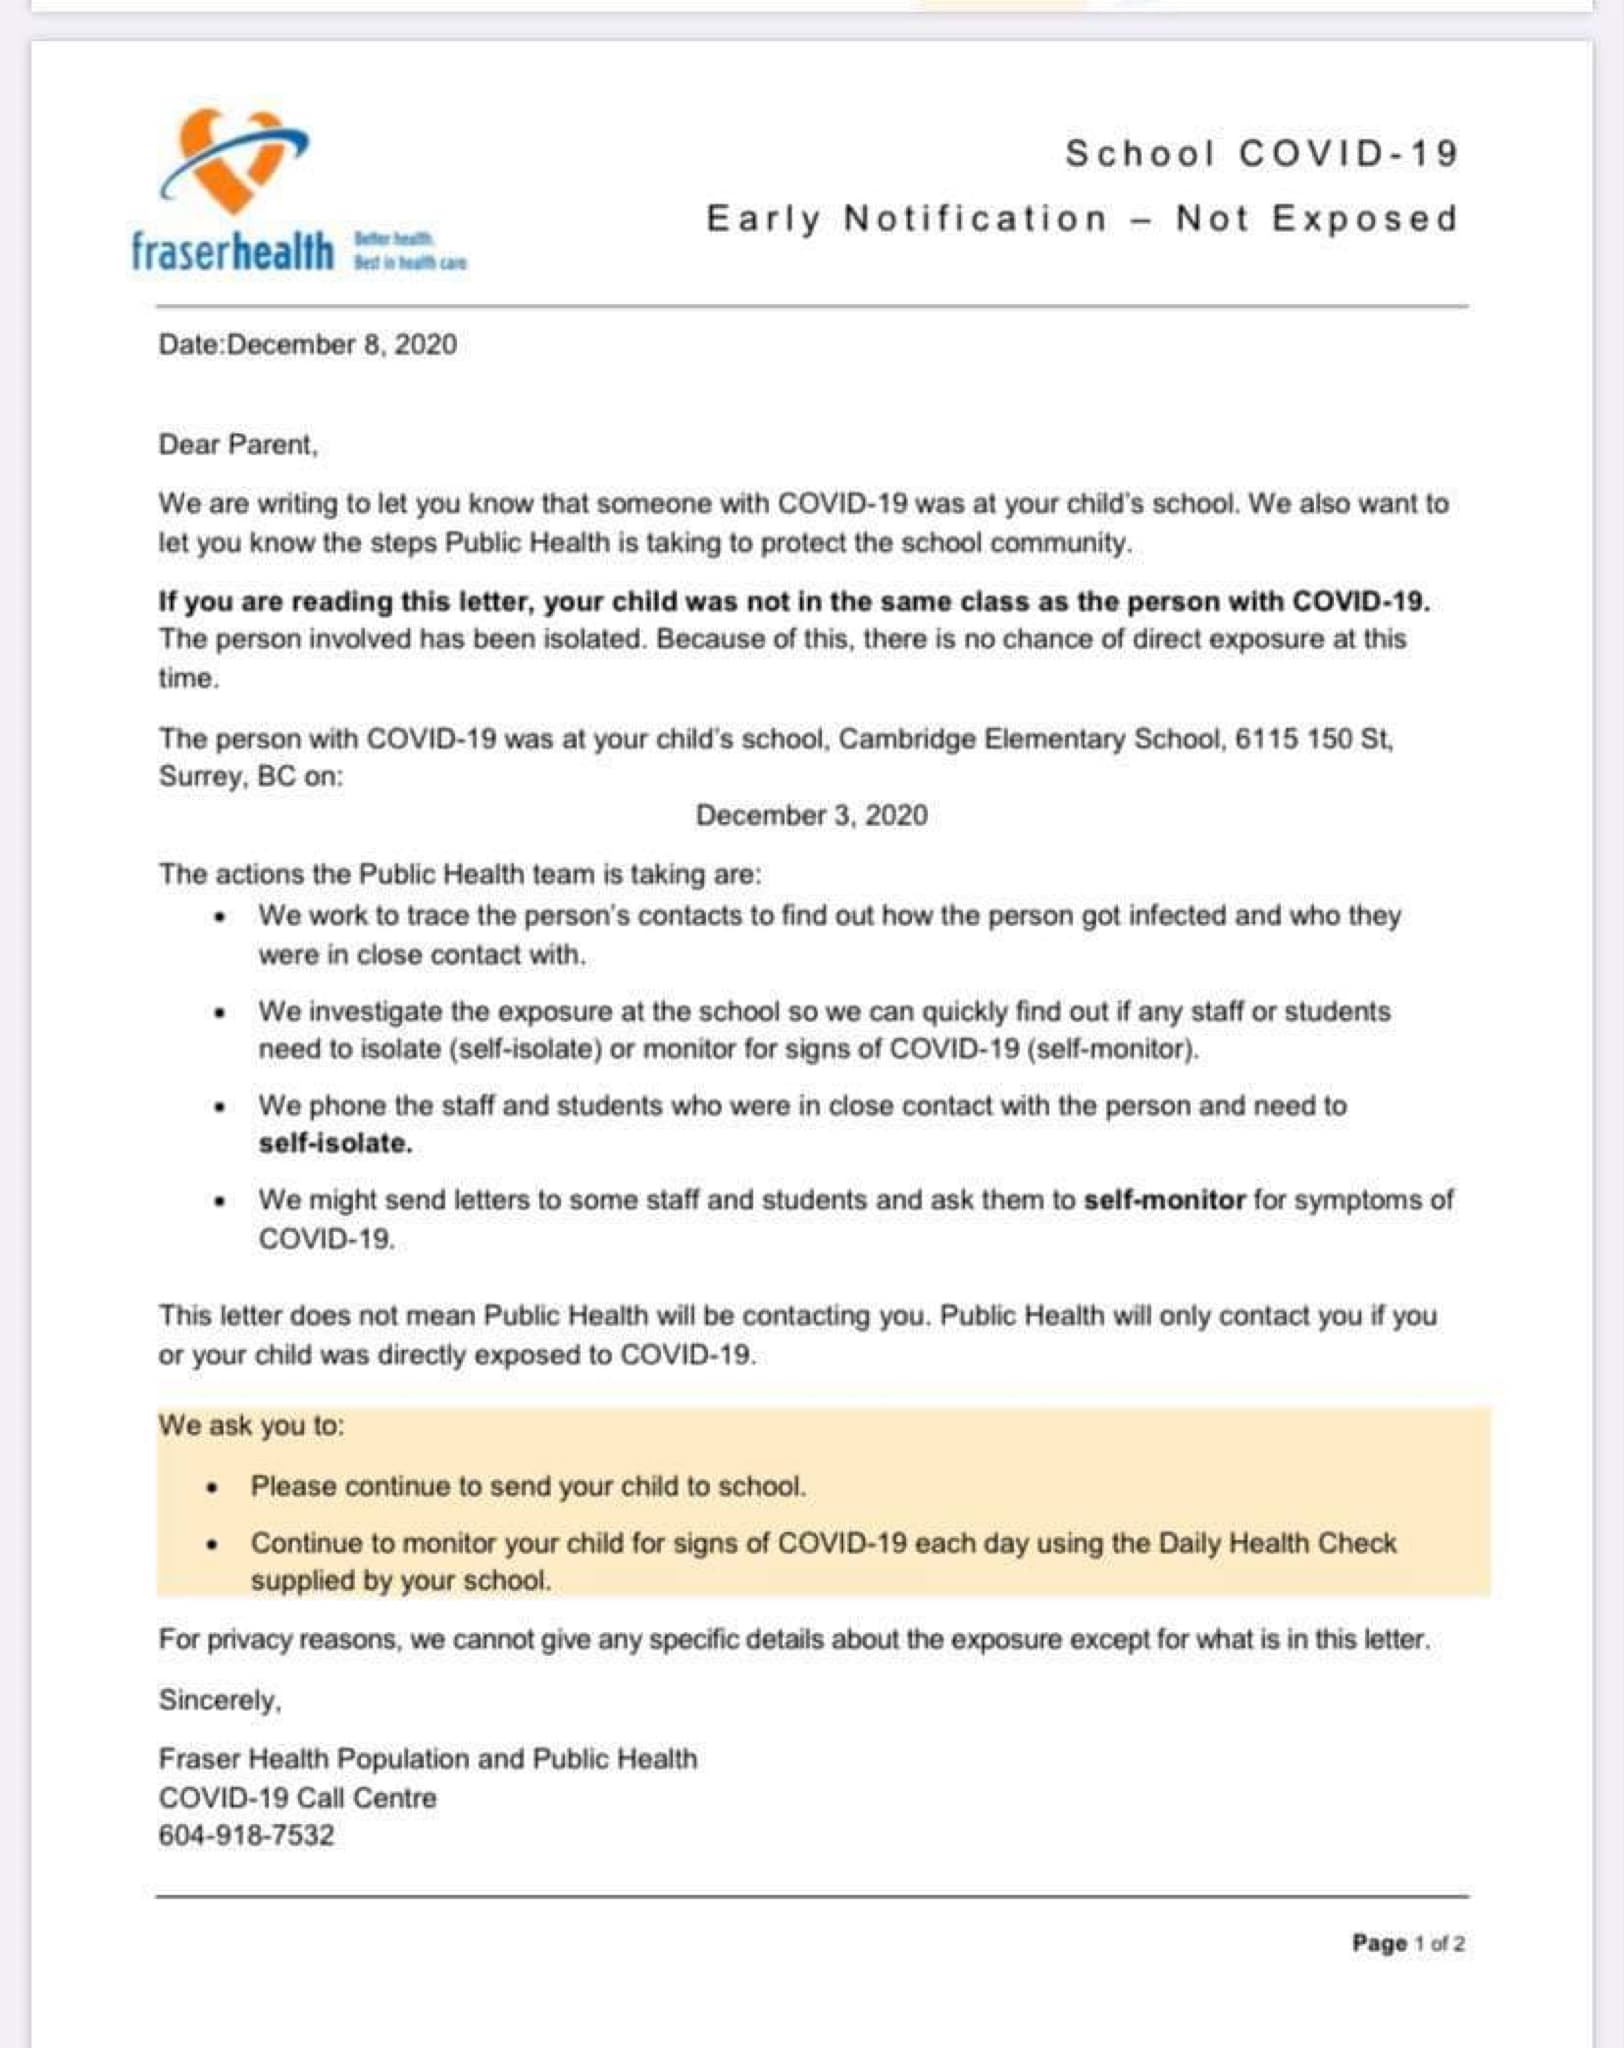 fraserhealth
Better health.
Best in health care
School COVID-19
Early Notification – Not Exposed
Date:December 8, 2020
Dear Parent,
We are writing to let you know that someone with COVID-19 was at your child's school. We also want to
let you know the steps Public Health is taking to protect the school community.
If you are reading this letter, your child was not in the same class as the person with COVID-19.
The person involved has been isolated. Because of this, there is no chance of direct exposure at this
time.
The person with COVID-19 was at your child's school, Cambridge Elementary School, 6115 150 St,
Surrey, BC on:
December 3, 2020
The actions the Public Health team is taking are:
• We work to trace the person's contacts to find out how the person got infected and who they
were in close contact with.
• We investigate the exposure at the school so we can quickly find out if any staff or students
need to isolate (self-isolate) or monitor for signs of COVID-19 (self-monitor).
• We phone the staff and students who were in close contact with the person and need to
self-isolate.
• We might send letters to some staff and students and ask them to self-monitor for symptoms of
COVID-19.
This letter does not mean Public Health will be contacting you. Public Health will only contact you if you
or your child was directly exposed to COVID-19.
We ask you to:
• Please continue to send your child to school.
• Continue to monitor your child for signs of COVID-19 each day using the Daily Health Check
supplied by your school.
For privacy reasons, we cannot give any specific details about the exposure except for what is in this letter.
Sincerely,
Fraser Health Population and Public Health
COVID-19 Call Centre
604-918-7532
Page 1 of 2